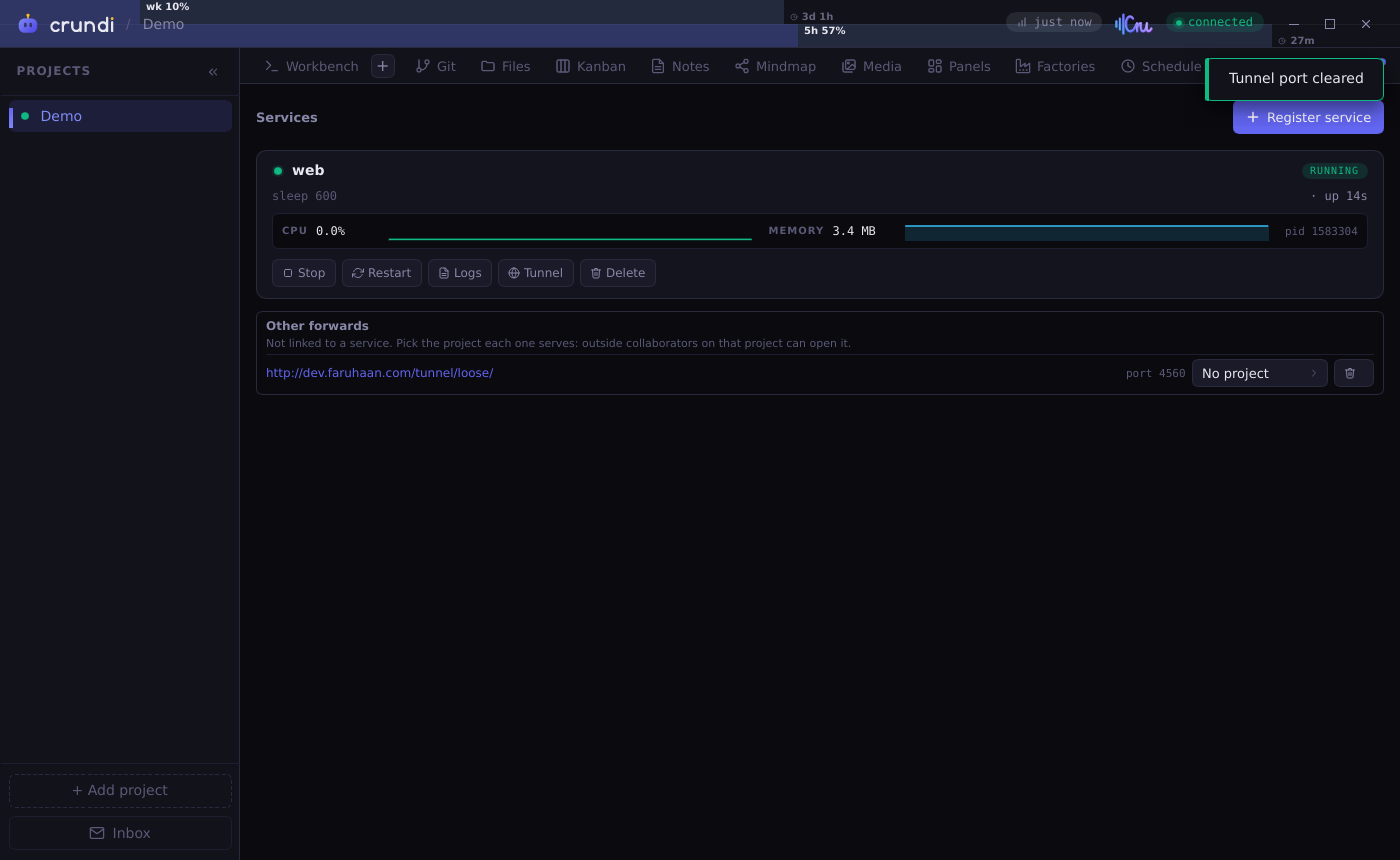 wk 10%
crundi / Demo
3d 1h
5h 57%
just now
Cru
connected
27m
PROJECTS «
Workbench + Git Files Kanban Notes Mindmap Media Panels Factories Schedule
Tunnel port cleared
Demo
Services
+ Register service
web
RUNNING
sleep 600
· up 14s
CPU 0.0% MEMORY 3.4 MB pid 1583304
Stop Restart Logs Tunnel Delete
Other forwards
Not linked to a service. Pick the project each one serves: outside collaborators on that project can open it.
http://dev.faruhaan.com/tunnel/loose/ port 4560 No project
+ Add project
Inbox